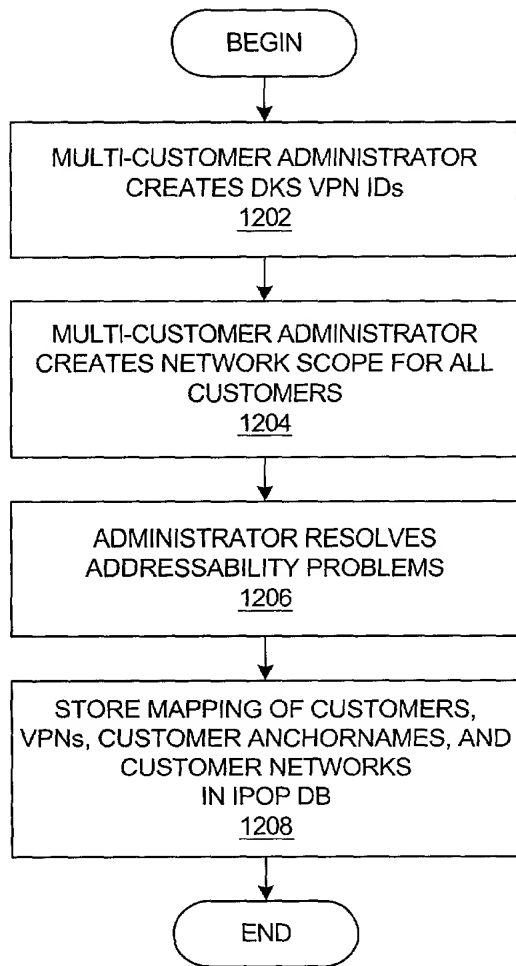 BEGIN
MULTI-CUSTOMER ADMINISTRATOR
CREATES DKS VPN IDs
1202
MULTI-CUSTOMER ADMINISTRATOR
CREATES NETWORK SCOPE FOR ALL
CUSTOMERS
1204
ADMINISTRATOR RESOLVES
ADDRESSABILITY PROBLEMS
1206
STORE MAPPING OF CUSTOMERS,
VPNs, CUSTOMER ANCHORNAMES, AND
CUSTOMER NETWORKS
IN IPOP DB
1208
END